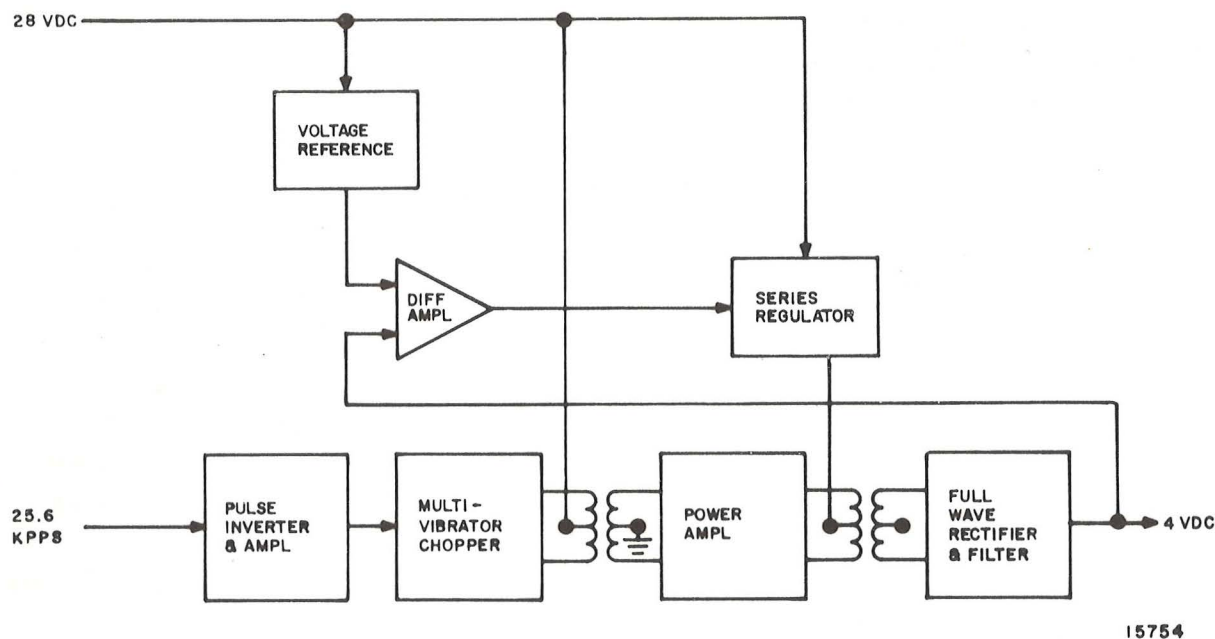 28 VDC
VOLTAGE
REFERENCE
DIFF
AMPL
SERIES
REGULATOR
25.6
KPPS
PULSE
INVERTER
& AMPL
MULTI-
VIBRATOR
CHOPPER
POWER
AMPL
FULL
WAVE
RECTIFIER
& FILTER
4 VDC
15754